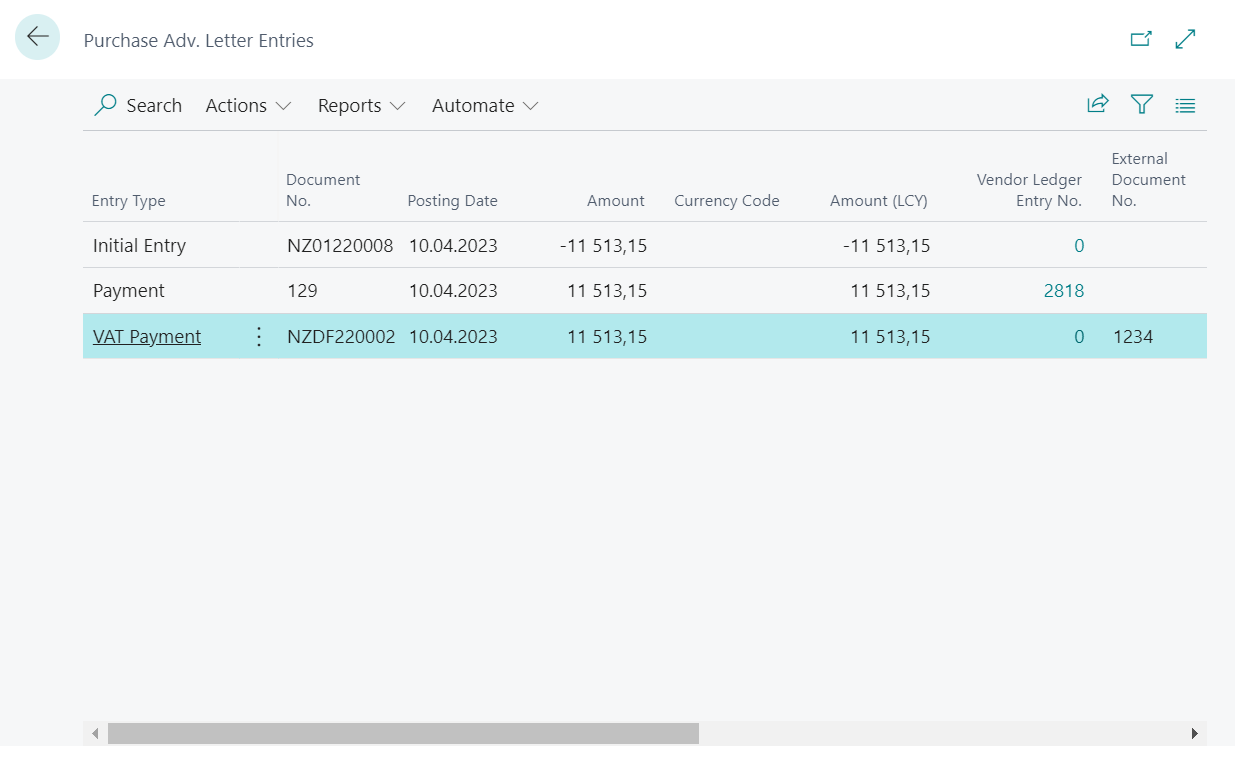 Purchase Adv. Letter Entries
Search Actions Reports Automate
Entry Type Document No. Posting Date Amount Currency Code Amount (LCY) Vendor Ledger Entry No. External Document No.
Initial Entry NZ01220008 10.04.2023 -11 513,15 -11 513,15 0
Payment 129 10.04.2023 11 513,15 11 513,15 2818
VAT Payment NZDF220002 10.04.2023 11 513,15 11 513,15 0 1234